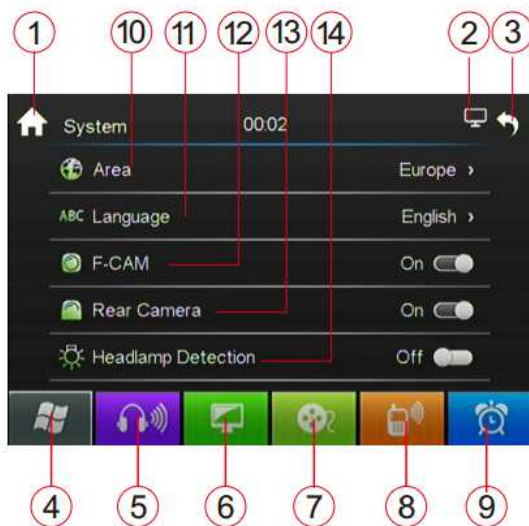 1 10 11 12 13 14 2 3
System 00:02
Area Europe ›
ABC Language English ›
F-CAM On
Rear Camera On
Headlamp Detection Off
4 5 6 7 8 9